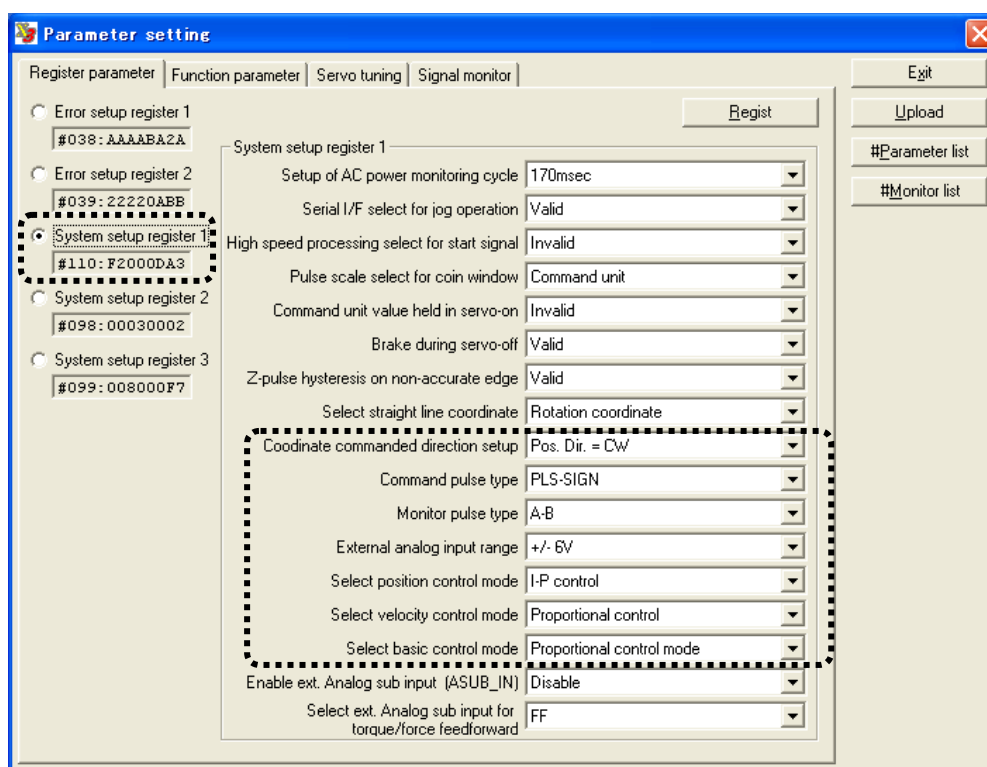 Parameter setting
Register parameter Function parameter Servo tuning Signal monitor
Exit
Upload
#Parameter list
#Monitor list
Error setup register 1
#038:AAAABA2A
Error setup register 2
#039:22220ABB
System setup register 1
#110:F2000DA3
System setup register 2
#098:00030002
System setup register 3
#099:008000F7
Regist
System setup register 1
Setup of AC power monitoring cycle 170msec
Serial I/F select for jog operation Valid
High speed processing select for start signal Invalid
Pulse scale select for coin window Command unit
Command unit value held in servo-on Invalid
Brake during servo-off Valid
Z-pulse hysteresis on non-accurate edge Valid
Select straight line coordinate Rotation coordinate
Coodinate commanded direction setup Pos. Dir. = CW
Command pulse type PLS-SIGN
Monitor pulse type A-B
External analog input range +/- 6V
Select position control mode I-P control
Select velocity control mode Proportional control
Select basic control mode Proportional control mode
Enable ext. Analog sub input (ASUB_IN) Disable
Select ext. Analog sub input for
torque/force feedforward FF